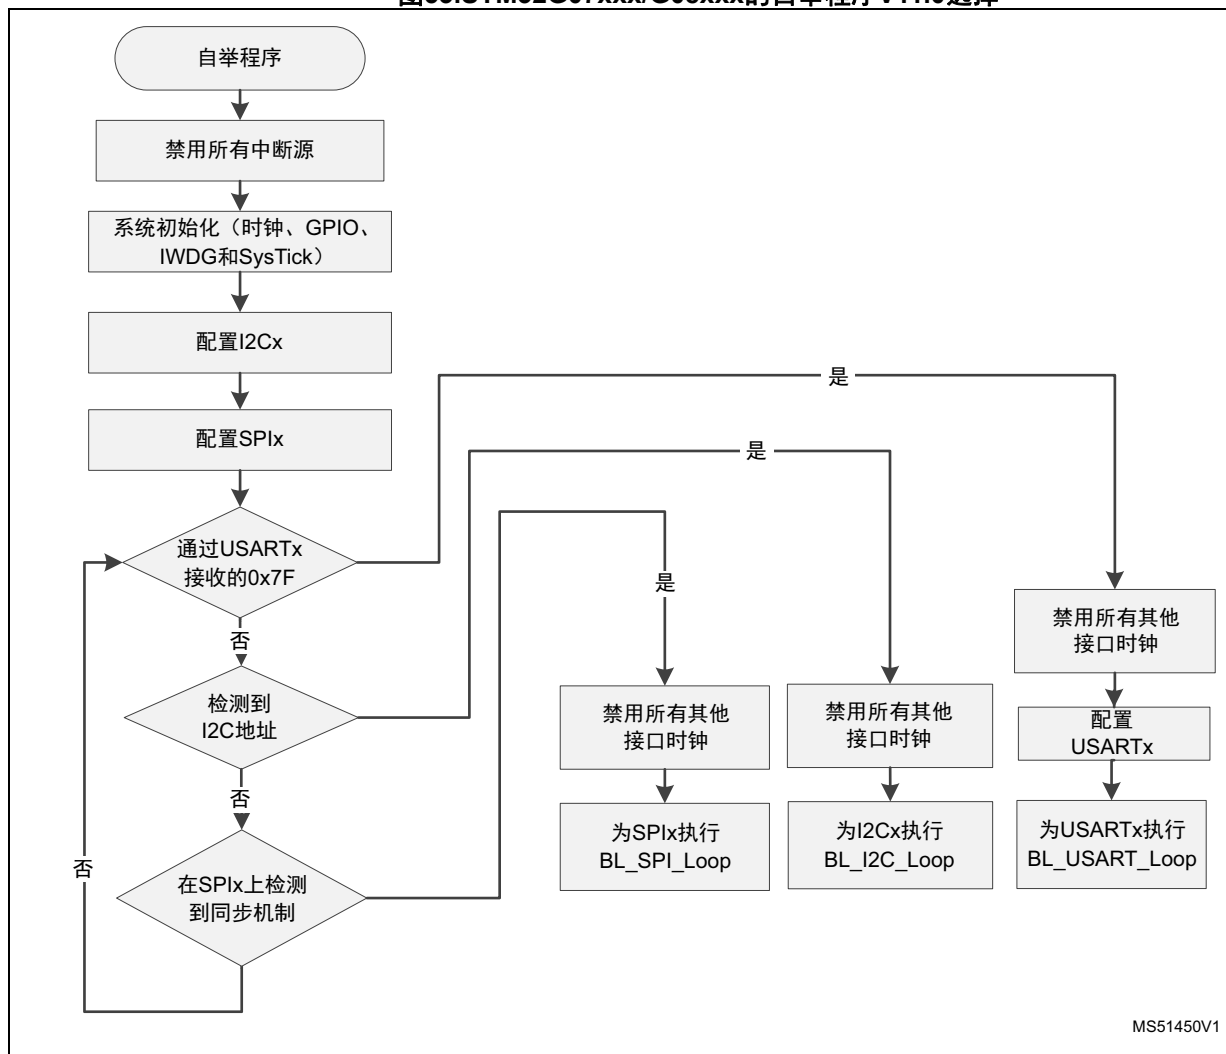 自举程序
禁用所有中断源
系统初始化（时钟、GPIO、
IWDG和SysTick）
配置I2Cx
配置SPIx
通过USARTx
接收的0x7F
是
是
是
否
检测到
I2C地址
否
在SPIx上检测
到同步机制
否
禁用所有其他
接口时钟
为SPIx执行
BL_SPI_Loop
禁用所有其他
接口时钟
为I2Cx执行
BL_I2C_Loop
禁用所有其他
接口时钟
配置
USARTx
为USARTx执行
BL_USART_Loop
MS51450V1